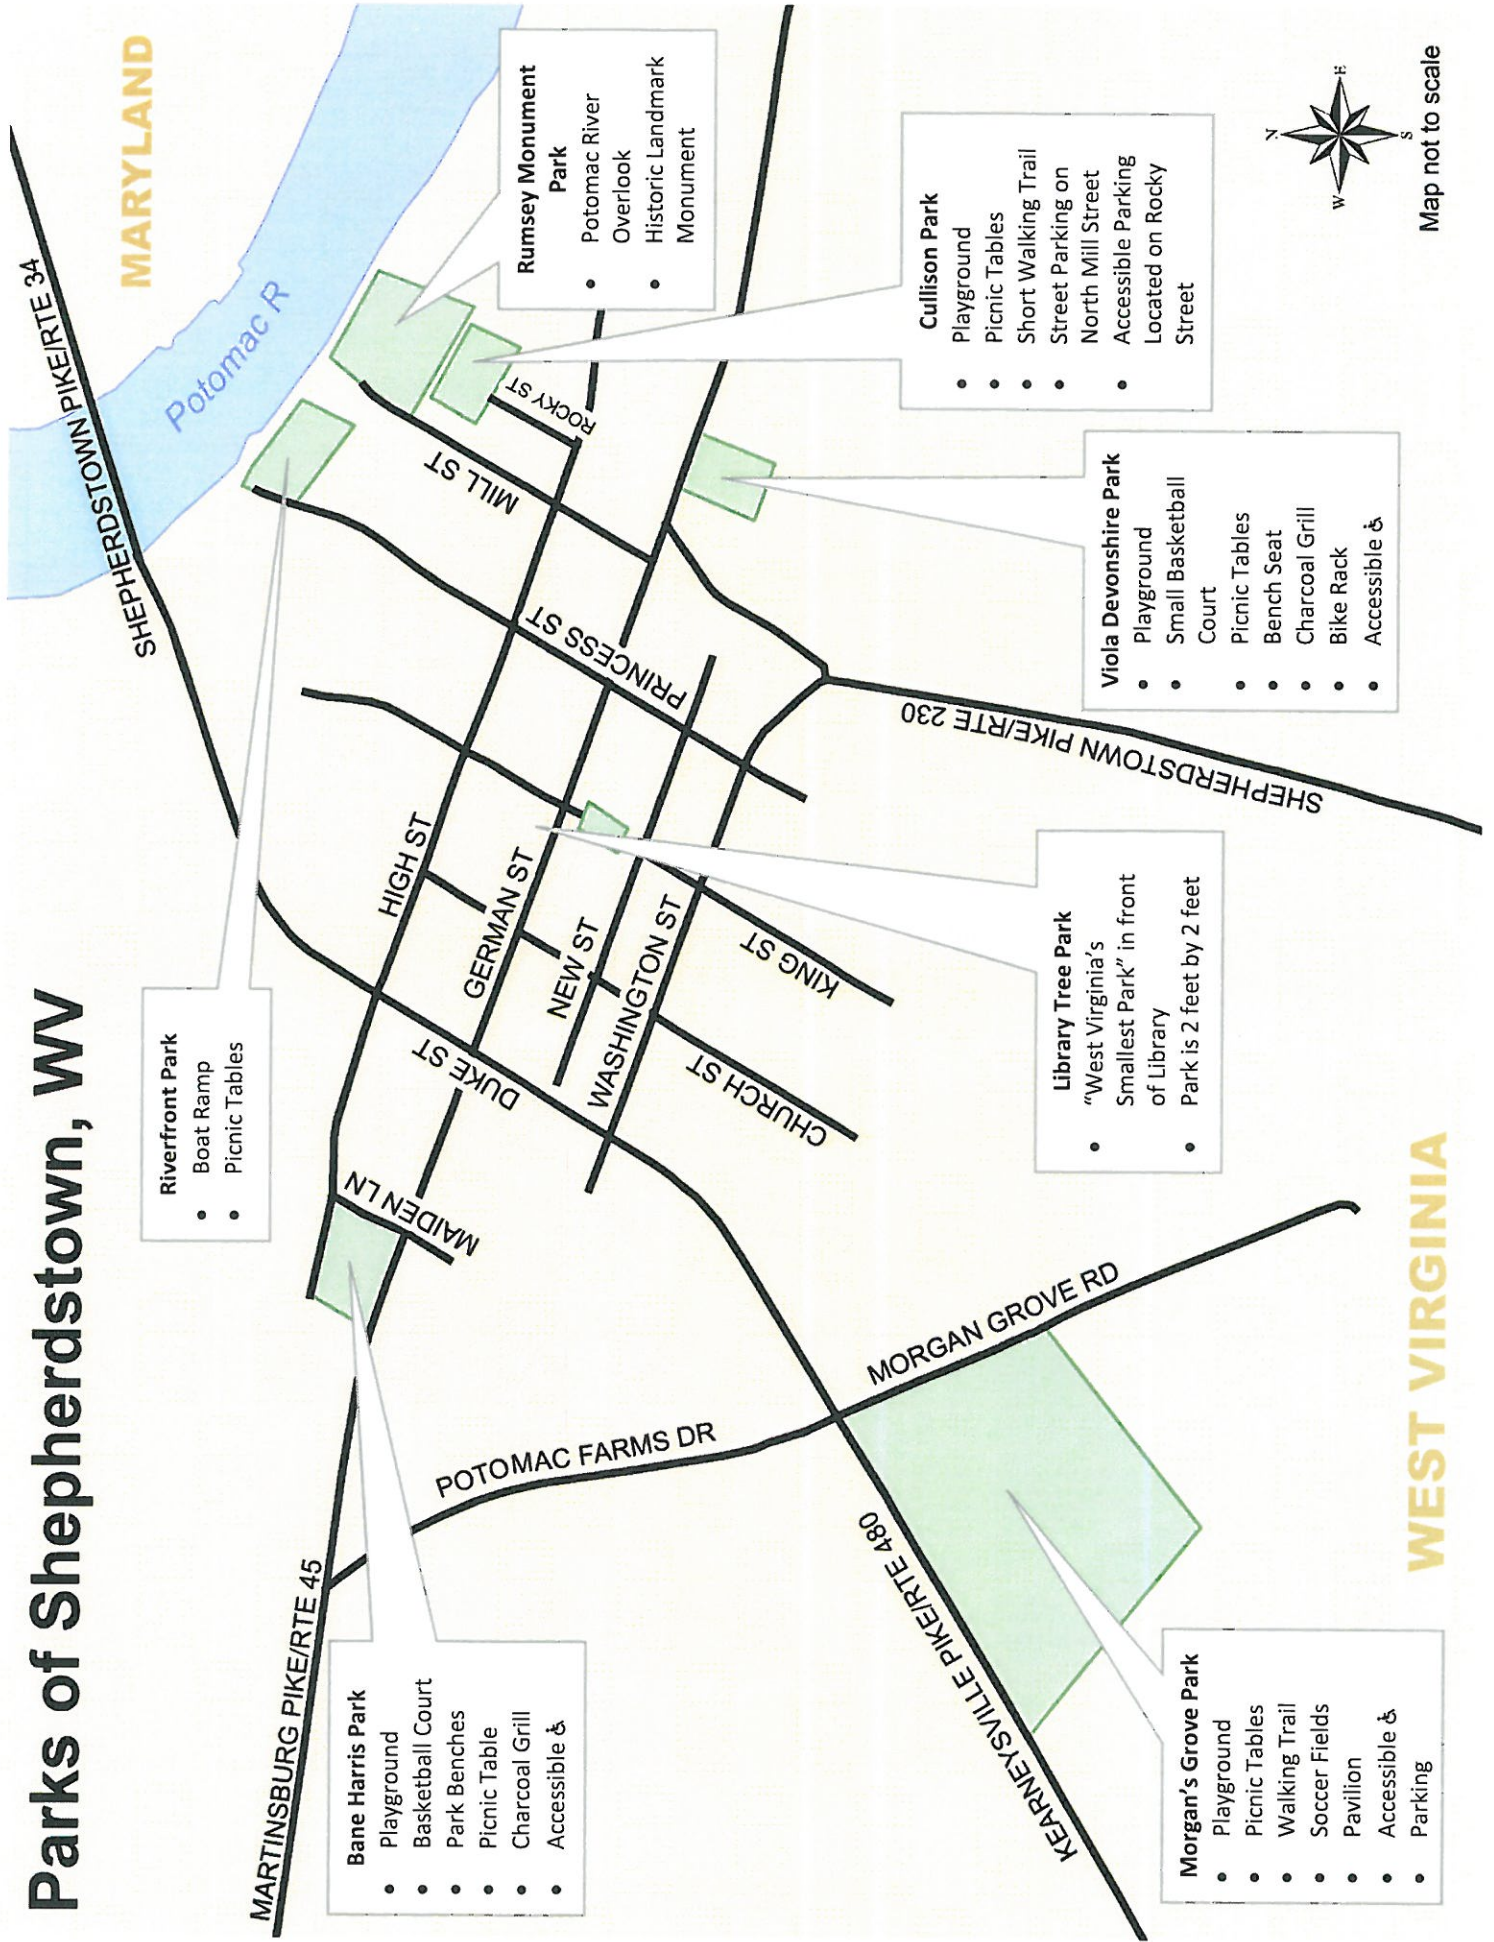 Parks of Shepherdstown, WV
MARYLAND
SHEPHERDSTOWN PIKE/RTE 34
Potomac R
Riverfront Park
• Boat Ramp
• Picnic Tables
Rumsey Monument
Park
• Potomac River
Overlook
• Historic Landmark
Monument
Cullison Park
• Playground
• Picnic Tables
• Short Walking Trail
• Street Parking on
North Mill Street
• Accessible Parking
Located on Rocky
Street
Viola Devonshire Park
• Playground
• Small Basketball
Court
• Picnic Tables
• Bench Seat
• Charcoal Grill
• Bike Rack
• Accessible ♿
Library Tree Park
• “West Virginia’s
Smallest Park” in front
of Library
• Park is 2 feet by 2 feet
Bane Harris Park
• Playground
• Basketball Court
• Park Benches
• Picnic Table
• Charcoal Grill
• Accessible ♿
Morgan’s Grove Park
• Playground
• Picnic Tables
• Walking Trail
• Soccer Fields
• Pavilion
• Accessible ♿
• Parking
MARTINSBURG PIKE/RTE 45
POTOMAC FARMS DR
MAIDEN LN
HIGH ST
GERMAN ST
NEW ST
WASHINGTON ST
DUKE ST
CHURCH ST
KING ST
PRINCESS ST
MILL ST
ROCKY ST
SHEPHERDSTOWN PIKE/RTE 230
MORGAN GROVE RD
KEARNEYSVILLE PIKE/RTE 480
WEST VIRGINIA
N
E
S
W
Map not to scale